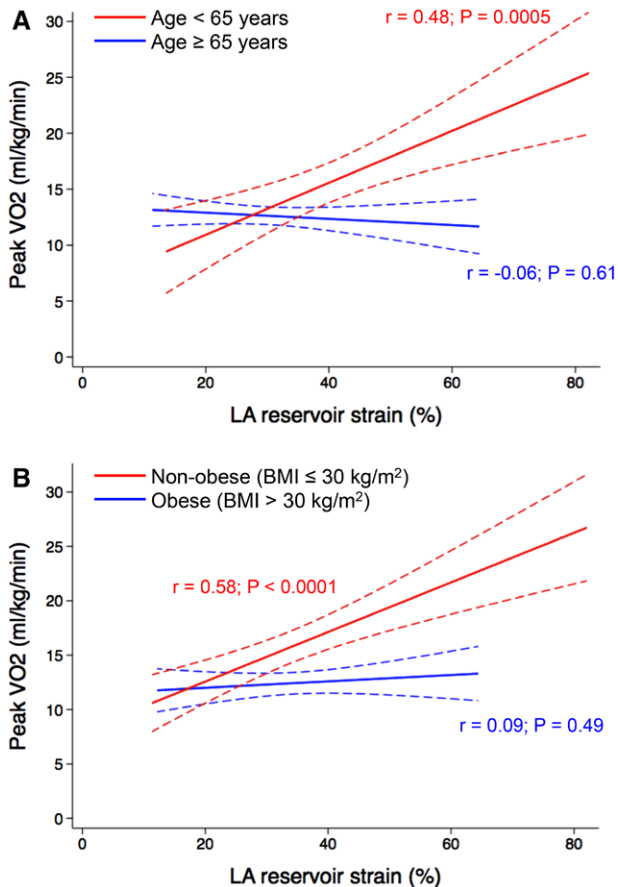 A
Age < 65 years
Age ≥ 65 years
r = 0.48; P = 0.0005
r = -0.06; P = 0.61
Peak VO2 (ml/kg/min)
30
25
20
15
10
5
0
0 20 40 60 80
LA reservoir strain (%)
B
Non-obese (BMI ≤ 30 kg/m²)
Obese (BMI > 30 kg/m²)
r = 0.58; P < 0.0001
r = 0.09; P = 0.49
Peak VO2 (ml/kg/min)
30
25
20
15
10
5
0
0 20 40 60 80
LA reservoir strain (%)